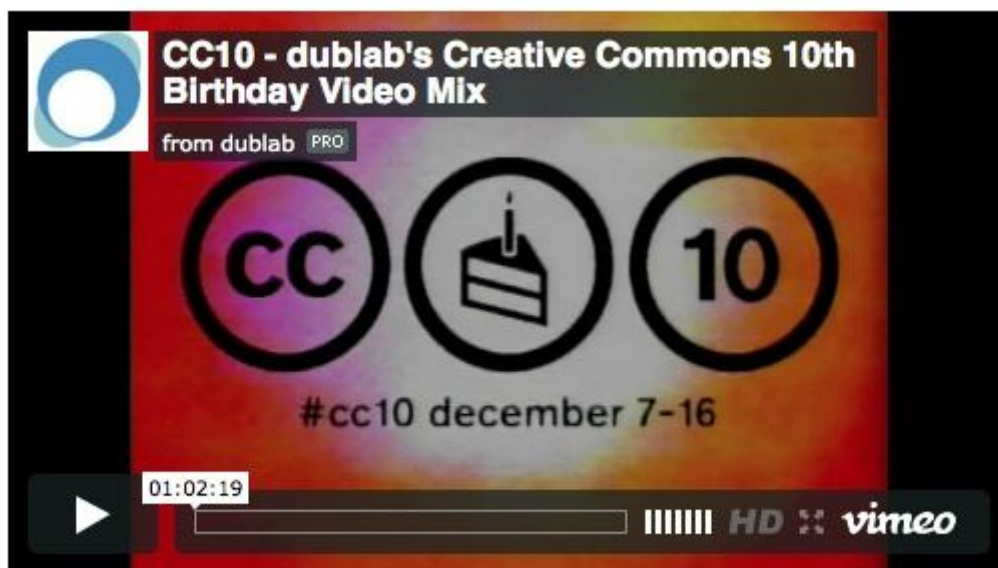 CC10 - dublab's Creative Commons 10th
Birthday Video Mix
from dublab PRO
CC
10
#cc10 december 7-16
01:02:19
HD vimeo